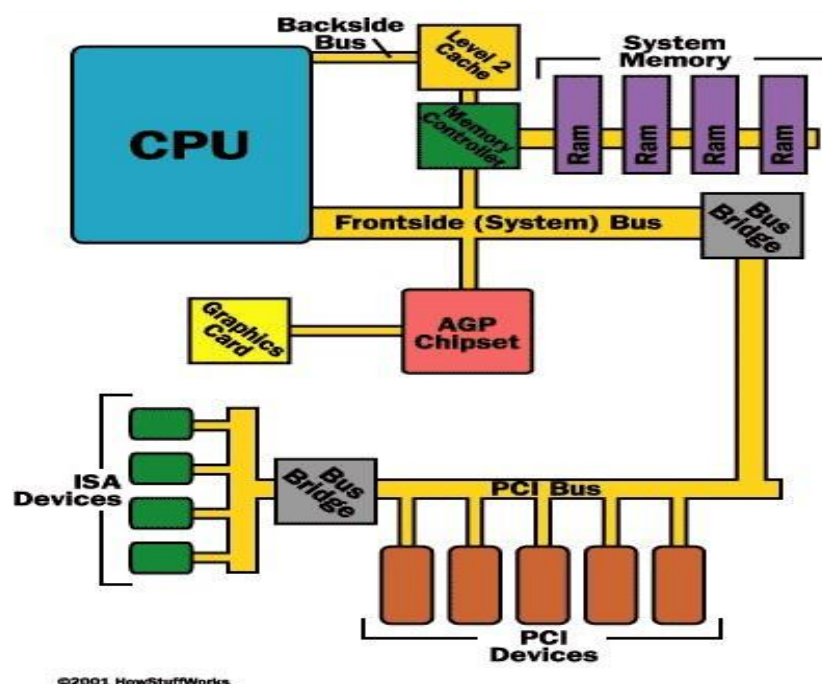 Backside
Bus
Level 2
Cache
System
Memory
CPU
Memory
Controller
Ram
Ram
Ram
Ram
Frontside (System) Bus
Bus
Bridge
Graphics
Card
AGP
Chipset
ISA
Devices
Bus
Bridge
PCI Bus
PCI
Devices
©2001 HowStuffWorks